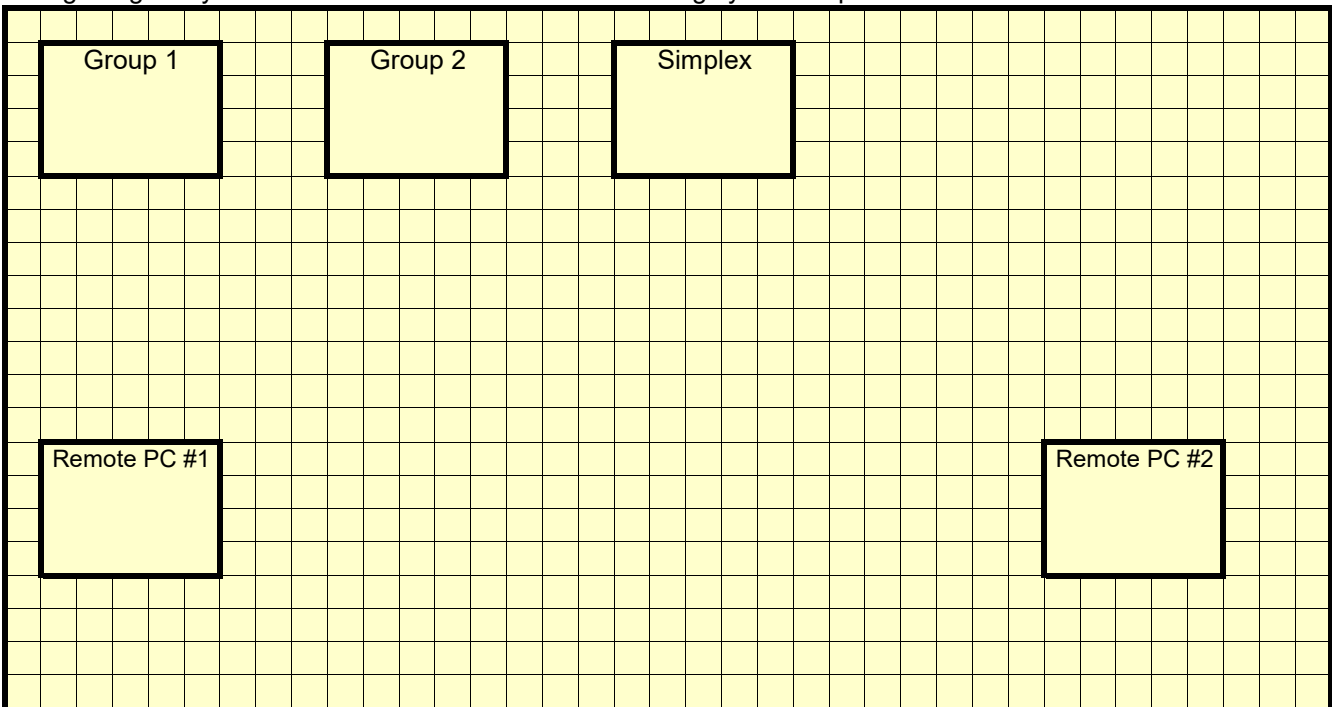 Group 1
Group 2
Simplex
Remote PC #1
Remote PC #2